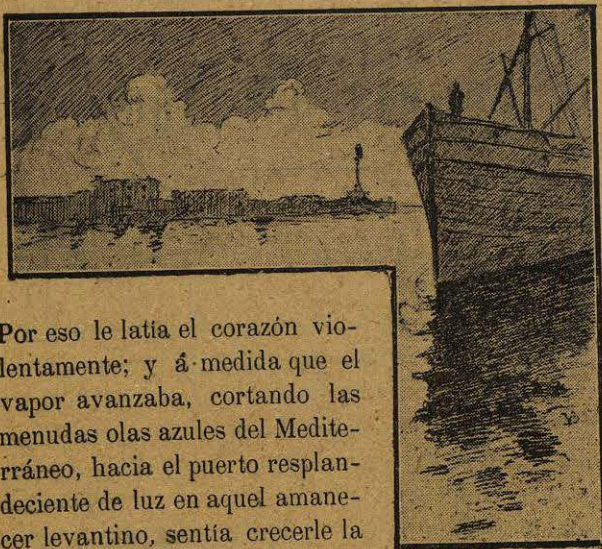 Por eso le latía el corazón vio-
lentamente; y á medida que el
vapor avanzaba, cortando las
menudas olas azules del Medite-
rráneo, hacia el puerto resplan-
deciente de luz en aquel amane-
cer levantino, sentía crecerle la